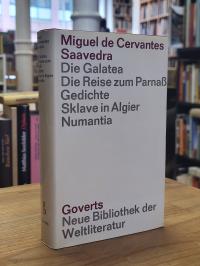 Miguel de Cervantes
Saavedra
Die Galatea
Die Reise zum Parnaß
Gedichte
Sklave in Algier
Numantia
Goverts
Neue Bibliothek der
Weltliteratur